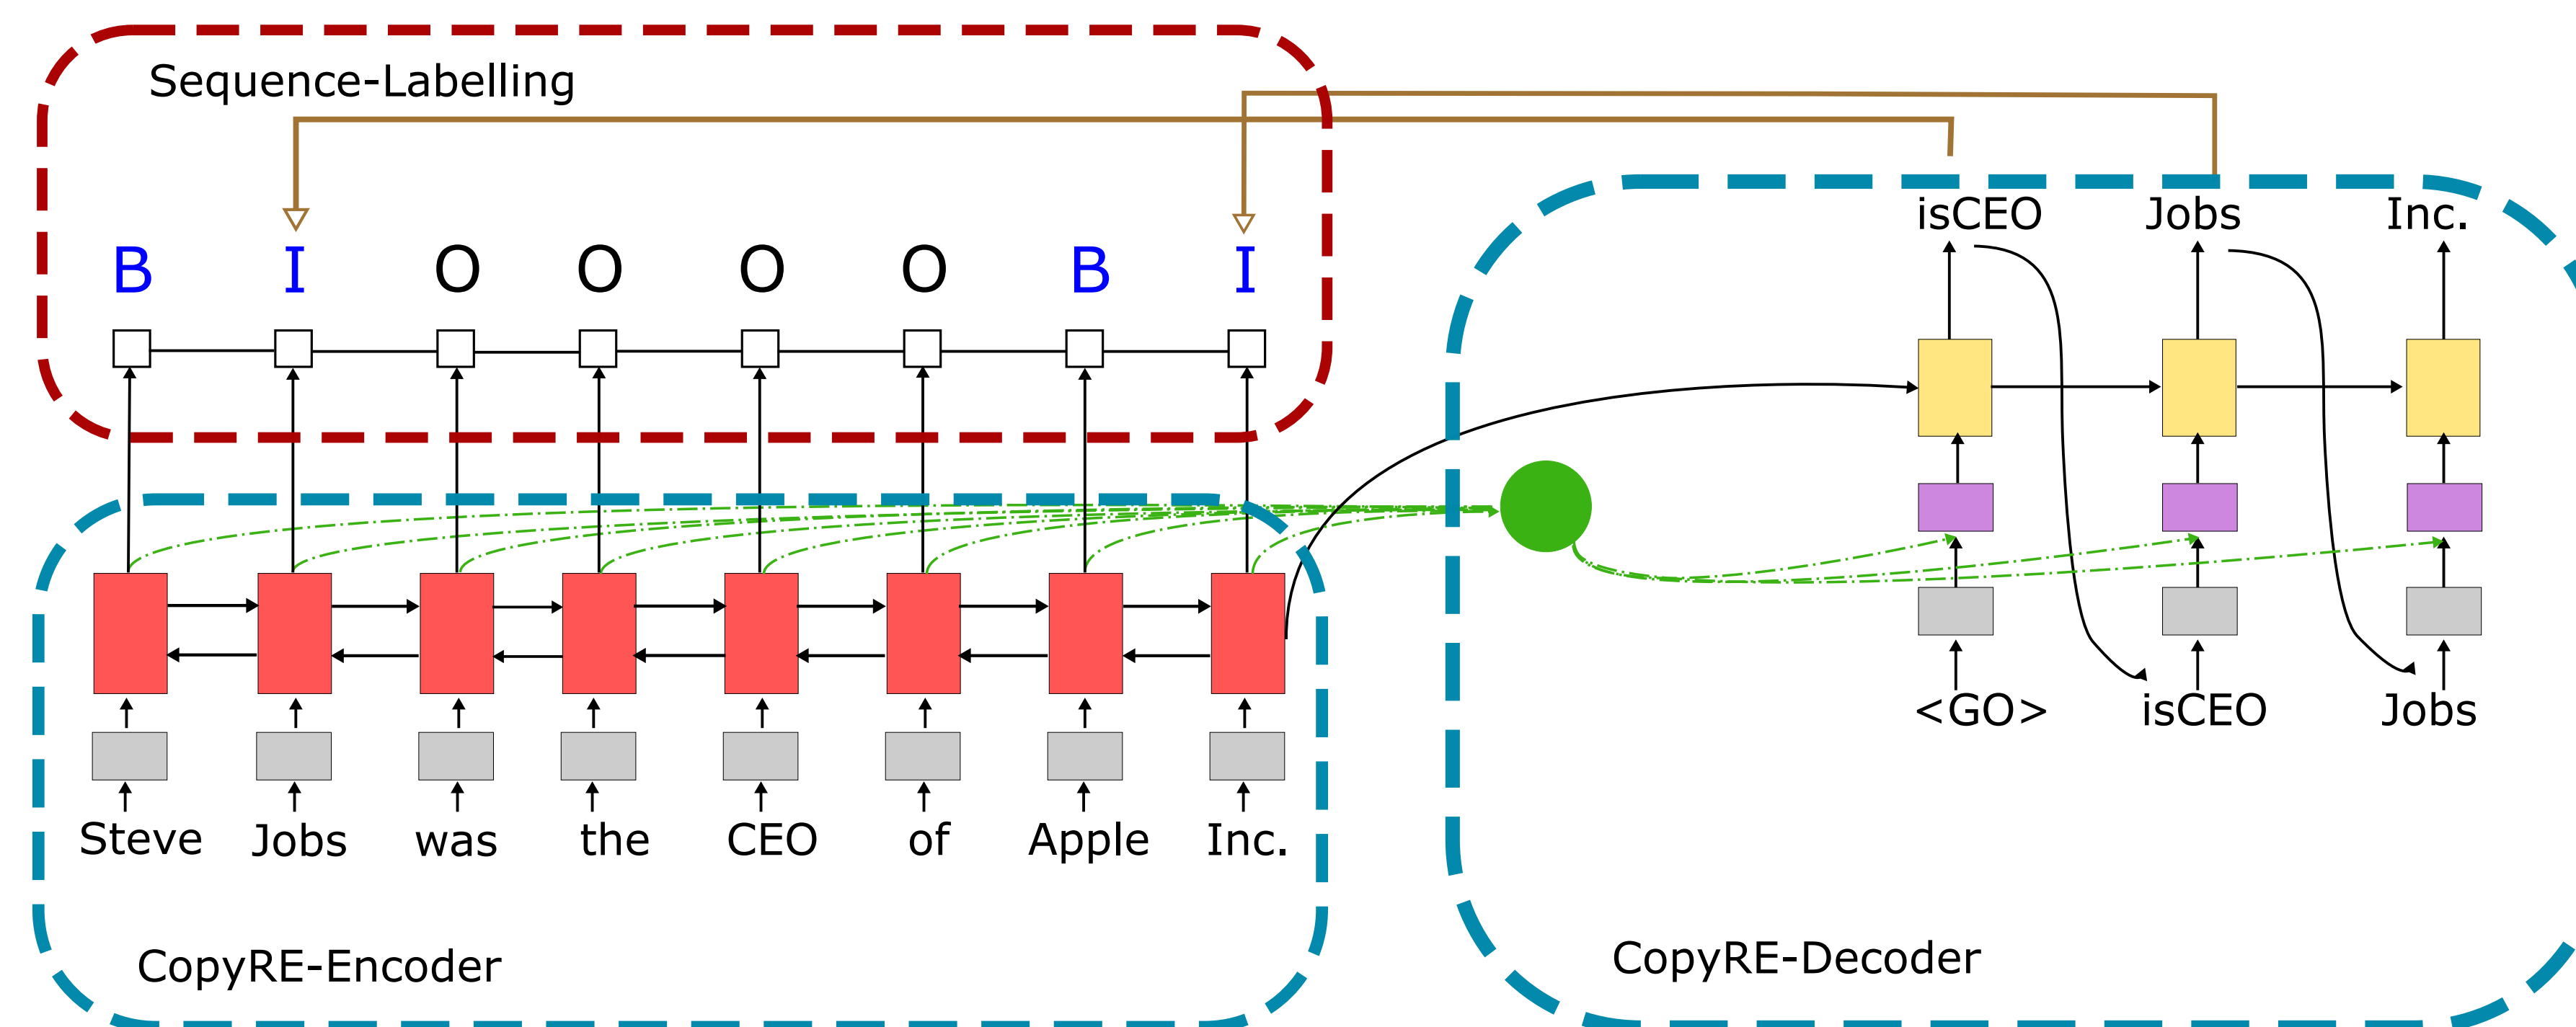 Sequence-Labelling
B I O O O O B I
Steve Jobs was the CEO of Apple Inc.
CopyRE-Encoder
isCEO Jobs Inc.
<GO> isCEO Jobs
CopyRE-Decoder